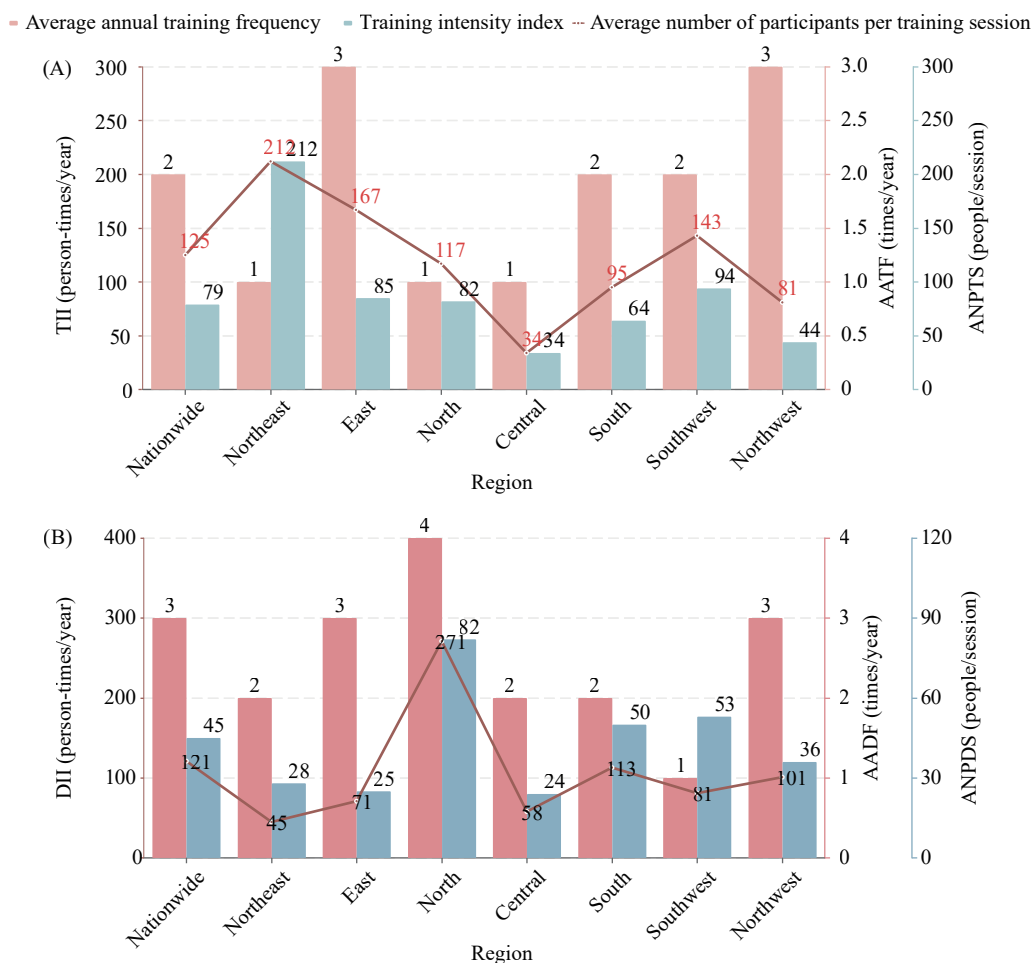 Average annual training frequency Training intensity index Average number of participants per training session
(A)
TII (person-times/year)
300
250
200
150
100
50
0
2 1 3 1 1 2 2 3
125 212 167 117 34 95 143 81
79 212 85 82 34 64 94 44
3.0
2.5
2.0
1.5
1.0
0.5
0
AATF (times/year)
300
250
200
150
100
50
0
ANPTS (people/session)
Nationwide Northeast East North Central South Southwest Northwest
Region
(B)
DII (person-times/year)
400
300
200
100
0
3 2 3 4 2 2 1 3
45 28 25 82 24 50 53 36
121 45 71 271 58 113 81 101
4
3
2
1
0
AADF (times/year)
120
90
60
30
0
ANPDS (people/session)
Nationwide Northeast East North Central South Southwest Northwest
Region